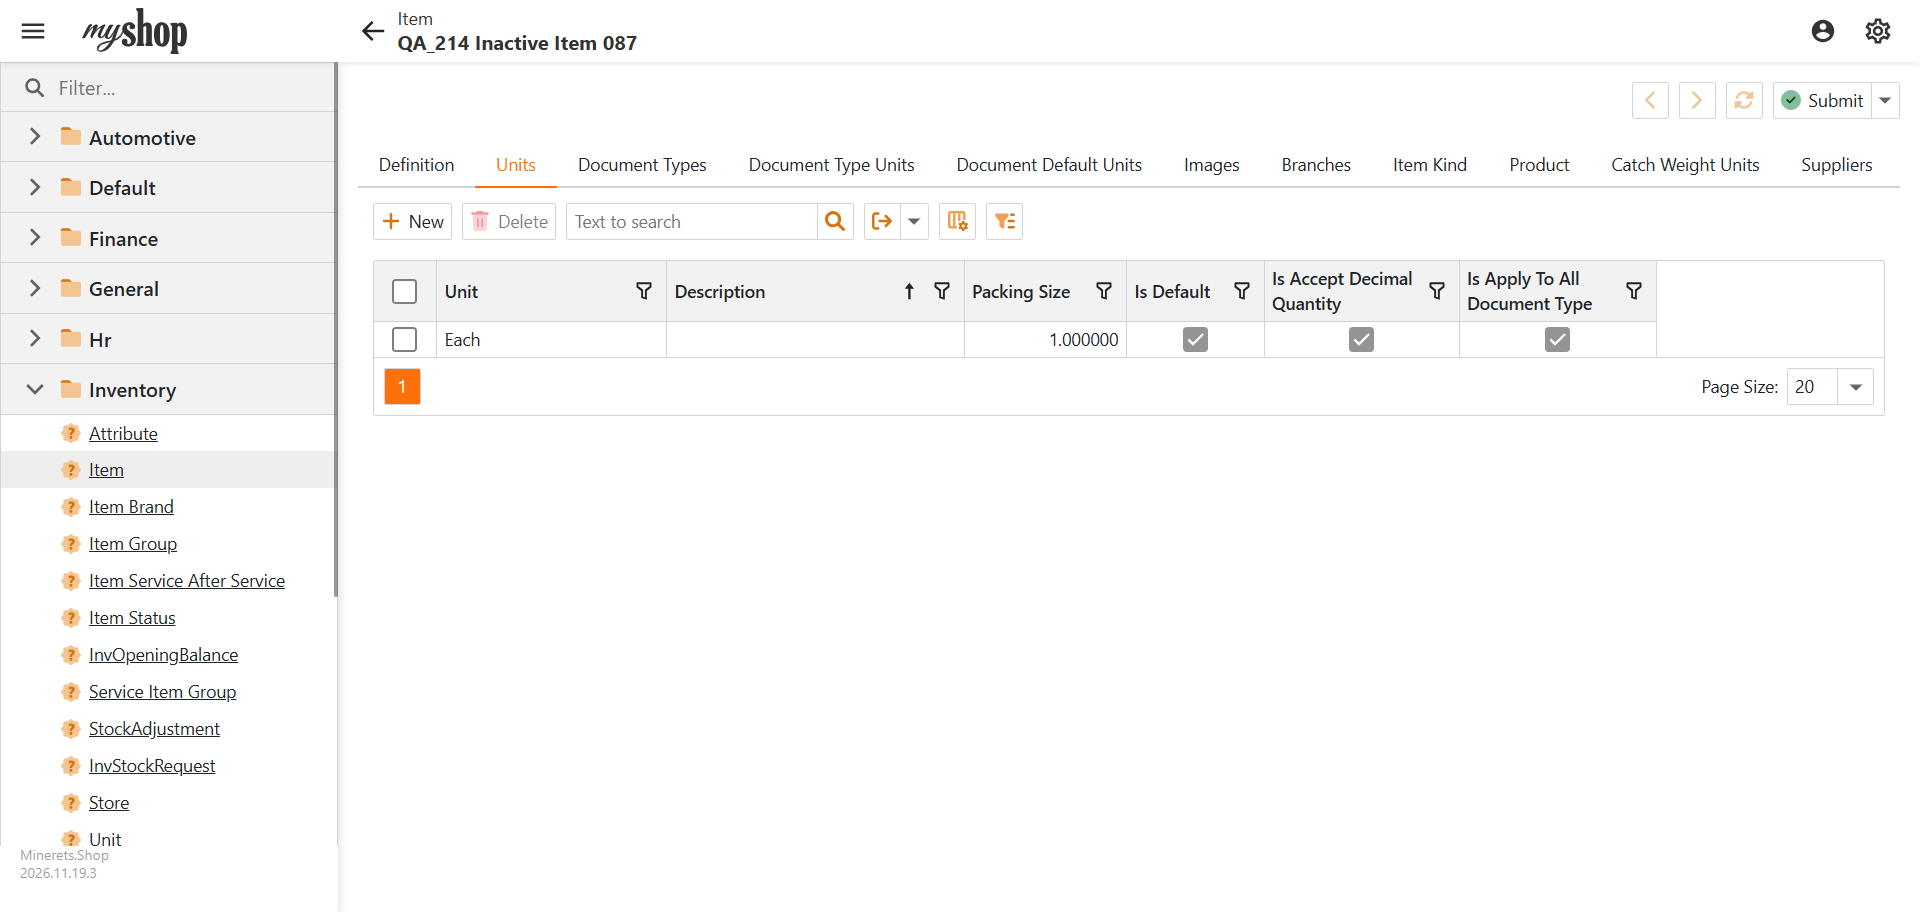 myshop
Item
QA_214 Inactive Item 087
Filter...
Automotive
Default
Finance
General
Hr
Inventory
Attribute
Item
Item Brand
Item Group
Item Service After Service
Item Status
InvOpeningBalance
Service Item Group
StockAdjustment
InvStockRequest
Store
Unit
Minerets.Shop
2026.11.19.3
Submit
Definition Units Document Types Document Type Units Document Default Units Images Branches Item Kind Product Catch Weight Units Suppliers
New Delete Text to search
Unit Description Packing Size Is Default Is Accept Decimal Quantity Is Apply To All Document Type
Each 1.000000
1 Page Size: 20